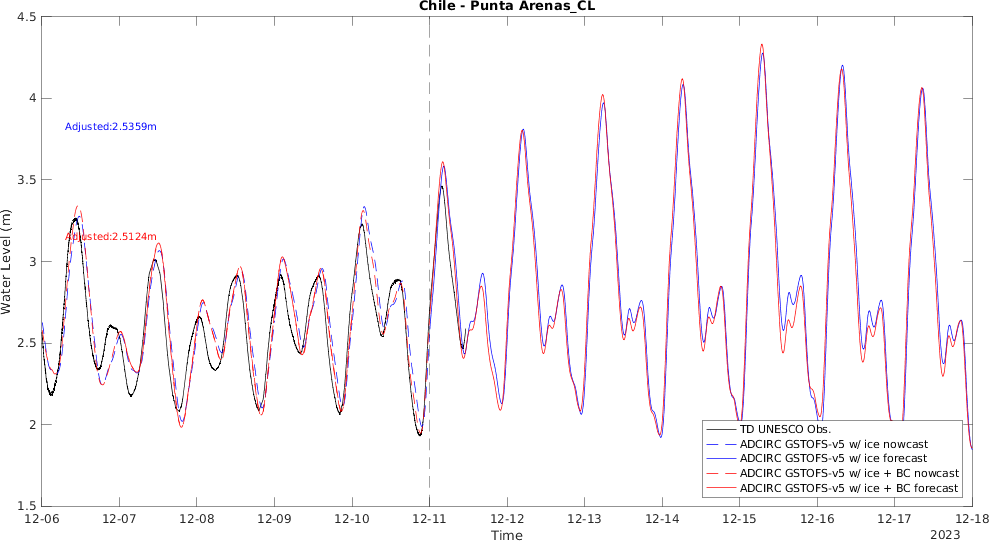 Chile - Punta Arenas_CL
4.5
4
3.5
3
2.5
2
1.5
Water Level (m)
Adjusted:2.5359m
Adjusted:2.5124m
TD UNESCO Obs.
ADCIRC GSTOFS-v5 w/ ice nowcast
ADCIRC GSTOFS-v5 w/ ice forecast
ADCIRC GSTOFS-v5 w/ ice + BC nowcast
ADCIRC GSTOFS-v5 w/ ice + BC forecast
12-06 12-07 12-08 12-09 12-10 12-11 12-12 12-13 12-14 12-15 12-16 12-17 12-18
Time
2023